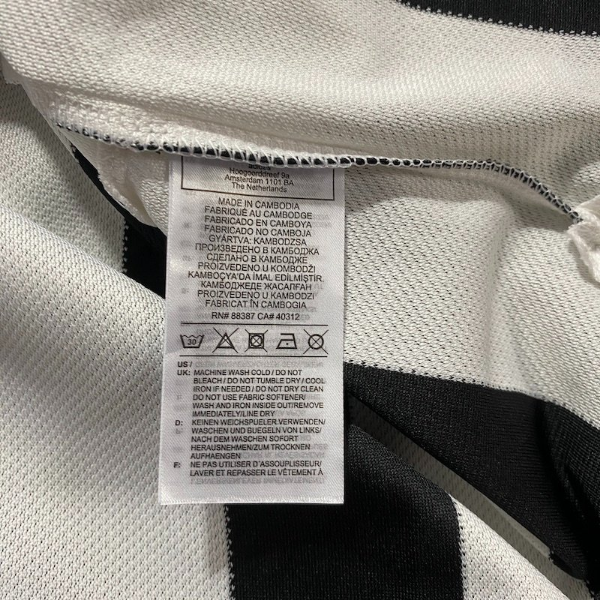 Hoogoorddreef 9a
Amsterdam 1101 BA
The Netherlands
MADE IN CAMBODIA
FABRIQUÉ AU CAMBODGE
FABRICADO EN CAMBOYA
FABRICADO NO CAMBOJA
GYÁRTVA: KAMBODZSA
ПРОИЗВЕДЕНО В КАМБОДЖА
СДЕЛАНО В КАМБОДЖЕ
PROIZVEDENO U KAMBODŽI
KAMBOÇYA'DA İMAL EDİLMİŞTİR.
КАМБОДЖЕДЕ ЖАСАЛҒАН
PROIZVEDENO U KAMBODŽI
FABRICAT ÎN CAMBOGIA
RN# 88387 CA# 40312
30
US /
UK: MACHINE WASH COLD / DO NOT
BLEACH / DO NOT TUMBLE DRY / COOL
IRON IF NEEDED / DO NOT DRY CLEAN
DO NOT USE FABRIC SOFTENER/
WASH AND IRON INSIDE OUT/REMOVE
IMMEDIATELY/LINE DRY
D: KEINEN WEICHSPUELER VERWENDEN/
WASCHEN UND BUEGELN VON LINKS/
NACH DEM WASCHEN SOFORT
HERAUSNEHMEN/ZUM TROCKNEN
AUFHAENGEN
F: NE PAS UTILISER D'ASSOUPLISSEUR/
LAVER ET REPASSER LE VÊTEMENT À